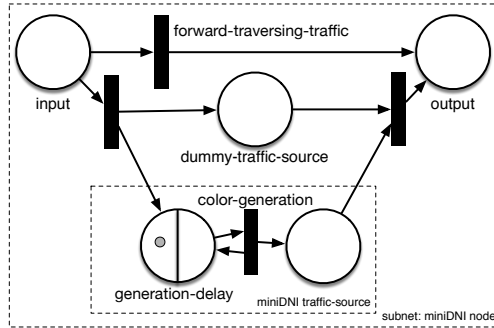 forward-traversing-traffic
input
output
dummy-traffic-source
color-generation
generation-delay
miniDNI traffic-source
subnet: miniDNI node